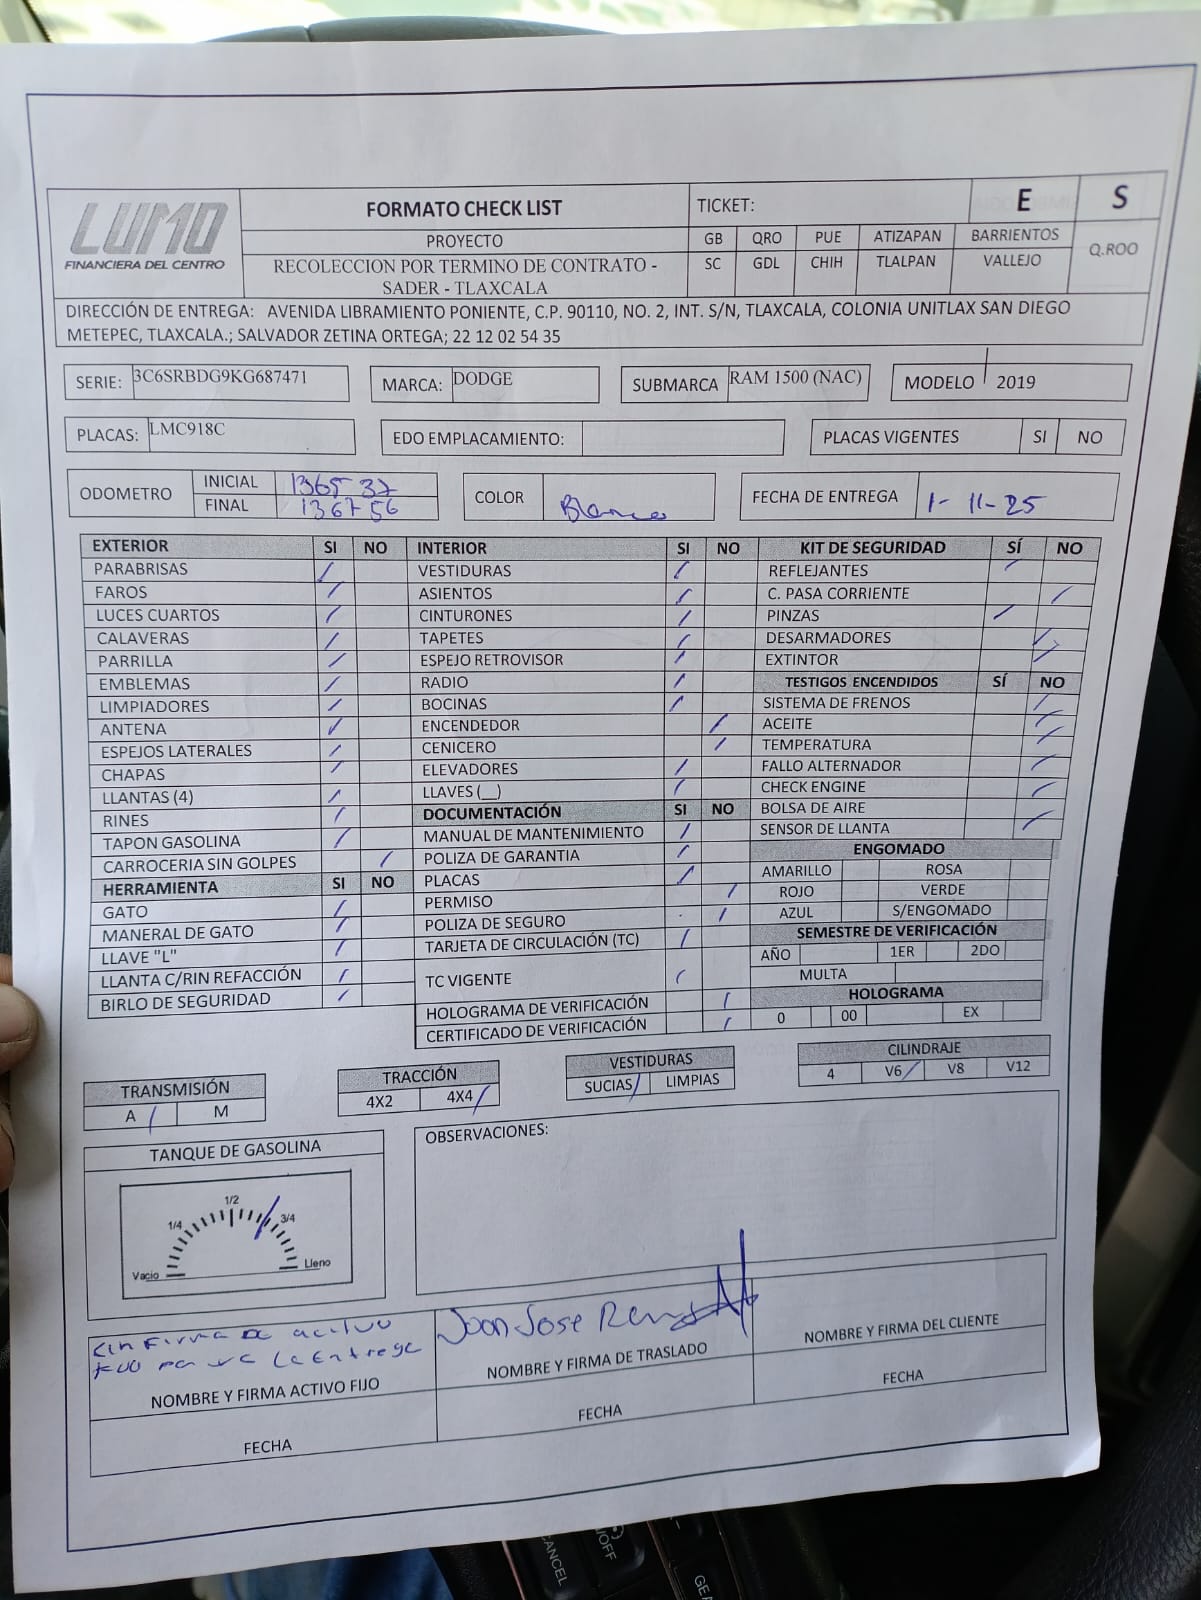 LUMO
FINANCIERA DEL CENTRO
FORMATO CHECK LIST
PROYECTO
RECOLECCION POR TERMINO DE CONTRATO -
SADER - TLAXCALA
TICKET: E S
GB QRO PUE ATIZAPAN BARRIENTOS Q.ROO
SC GDL CHIH TLALPAN VALLEJO
DIRECCIÓN DE ENTREGA: AVENIDA LIBRAMIENTO PONIENTE, C.P. 90110, NO. 2, INT. S/N, TLAXCALA, COLONIA UNITLAX SAN DIEGO
METEPEC, TLAXCALA.; SALVADOR ZETINA ORTEGA; 22 12 02 54 35
SERIE: 3C6SRBDG9KG687471 MARCA: DODGE SUBMARCA RAM 1500 (NAC) MODELO 2019
PLACAS: LMC918C EDO EMPLACAMIENTO: PLACAS VIGENTES SI NO
ODOMETRO INICIAL 136537 COLOR Blanco FECHA DE ENTREGA 1-11-25
FINAL 136756
EXTERIOR SI NO
PARABRISAS
FAROS
LUCES CUARTOS
CALAVERAS
PARRILLA
EMBLEMAS
LIMPIADORES
ANTENA
ESPEJOS LATERALES
CHAPAS
LLANTAS (4)
RINES
TAPON GASOLINA
CARROCERIA SIN GOLPES
HERRAMIENTA SI NO
GATO
MANERAL DE GATO
LLAVE "L"
LLANTA C/RIN REFACCIÓN
BIRLO DE SEGURIDAD
INTERIOR SI NO
VESTIDURAS
ASIENTOS
CINTURONES
TAPETES
ESPEJO RETROVISOR
RADIO
BOCINAS
ENCENDEDOR
CENICERO
ELEVADORES
LLAVES (__)
DOCUMENTACIÓN SI NO
MANUAL DE MANTENIMIENTO
POLIZA DE GARANTIA
PLACAS
PERMISO
POLIZA DE SEGURO
TARJETA DE CIRCULACIÓN (TC)
TC VIGENTE
HOLOGRAMA DE VERIFICACIÓN
CERTIFICADO DE VERIFICACIÓN
KIT DE SEGURIDAD SÍ NO
REFLEJANTES
C. PASA CORRIENTE
PINZAS
DESARMADORES
EXTINTOR
TESTIGOS ENCENDIDOS SÍ NO
SISTEMA DE FRENOS
ACEITE
TEMPERATURA
FALLO ALTERNADOR
CHECK ENGINE
BOLSA DE AIRE
SENSOR DE LLANTA
ENGOMADO
AMARILLO ROSA
ROJO VERDE
AZUL S/ENGOMADO
SEMESTRE DE VERIFICACIÓN
AÑO 1ER 2DO
MULTA
HOLOGRAMA
0 00 EX
TRANSMISIÓN
A M
TRACCIÓN
4X2 4X4
VESTIDURAS
SUCIAS LIMPIAS
CILINDRAJE
4 V6 V8 V12
TANQUE DE GASOLINA
Vacio 1/4 1/2 3/4 Lleno
OBSERVACIONES:
sin Firma de activo
la Entrega
NOMBRE Y FIRMA ACTIVO FIJO
FECHA
Juan Jose
NOMBRE Y FIRMA DE TRASLADO
FECHA
NOMBRE Y FIRMA DEL CLIENTE
FECHA
CANCEL
ON/OFF